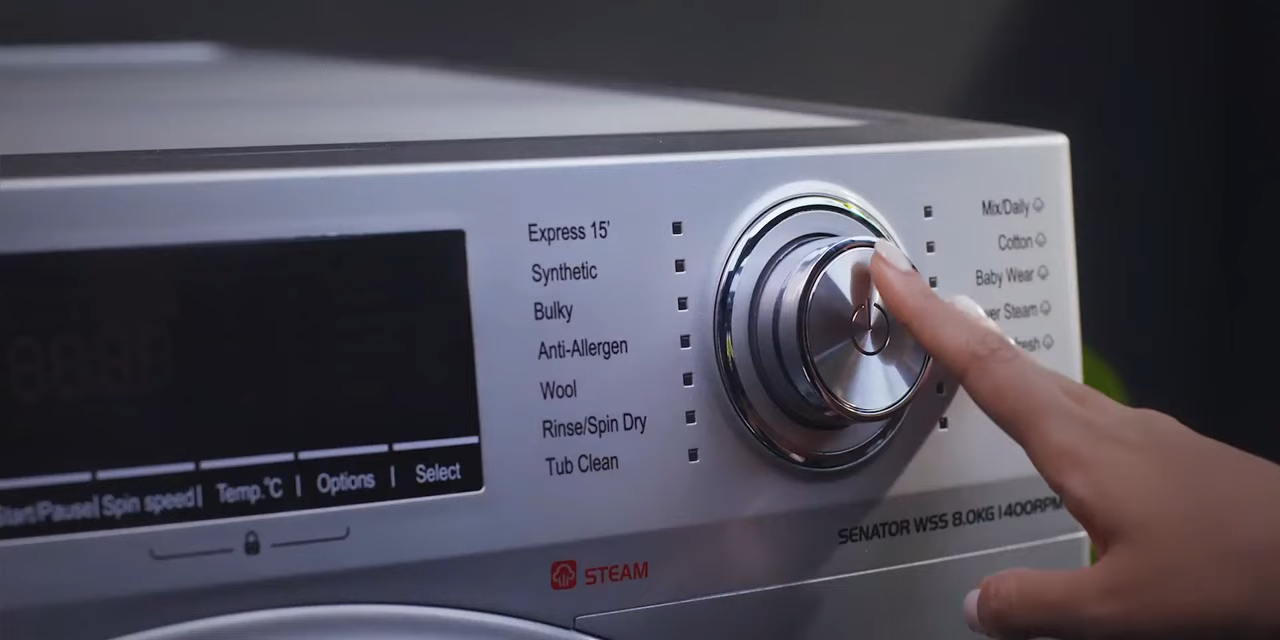 Express 15'
Synthetic
Bulky
Anti-Allergen
Wool
Rinse/Spin Dry
Tub Clean
Mix/Daily
Cotton
Baby Wear
Steam
Start/Pause| Spin speed| Temp.°C | Options | Select
SENATOR WSS 8.0KG 1400RPM
STEAM